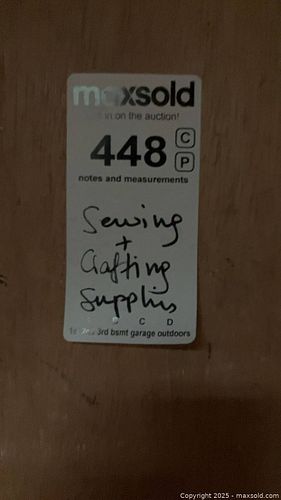 maxsold
in on the auction!
448 C
P
notes and measurements
Sewing
+
Crafting
Supplies
C D
3rd bsmt garage outdoors
Copyright 2025 - maxsold.com